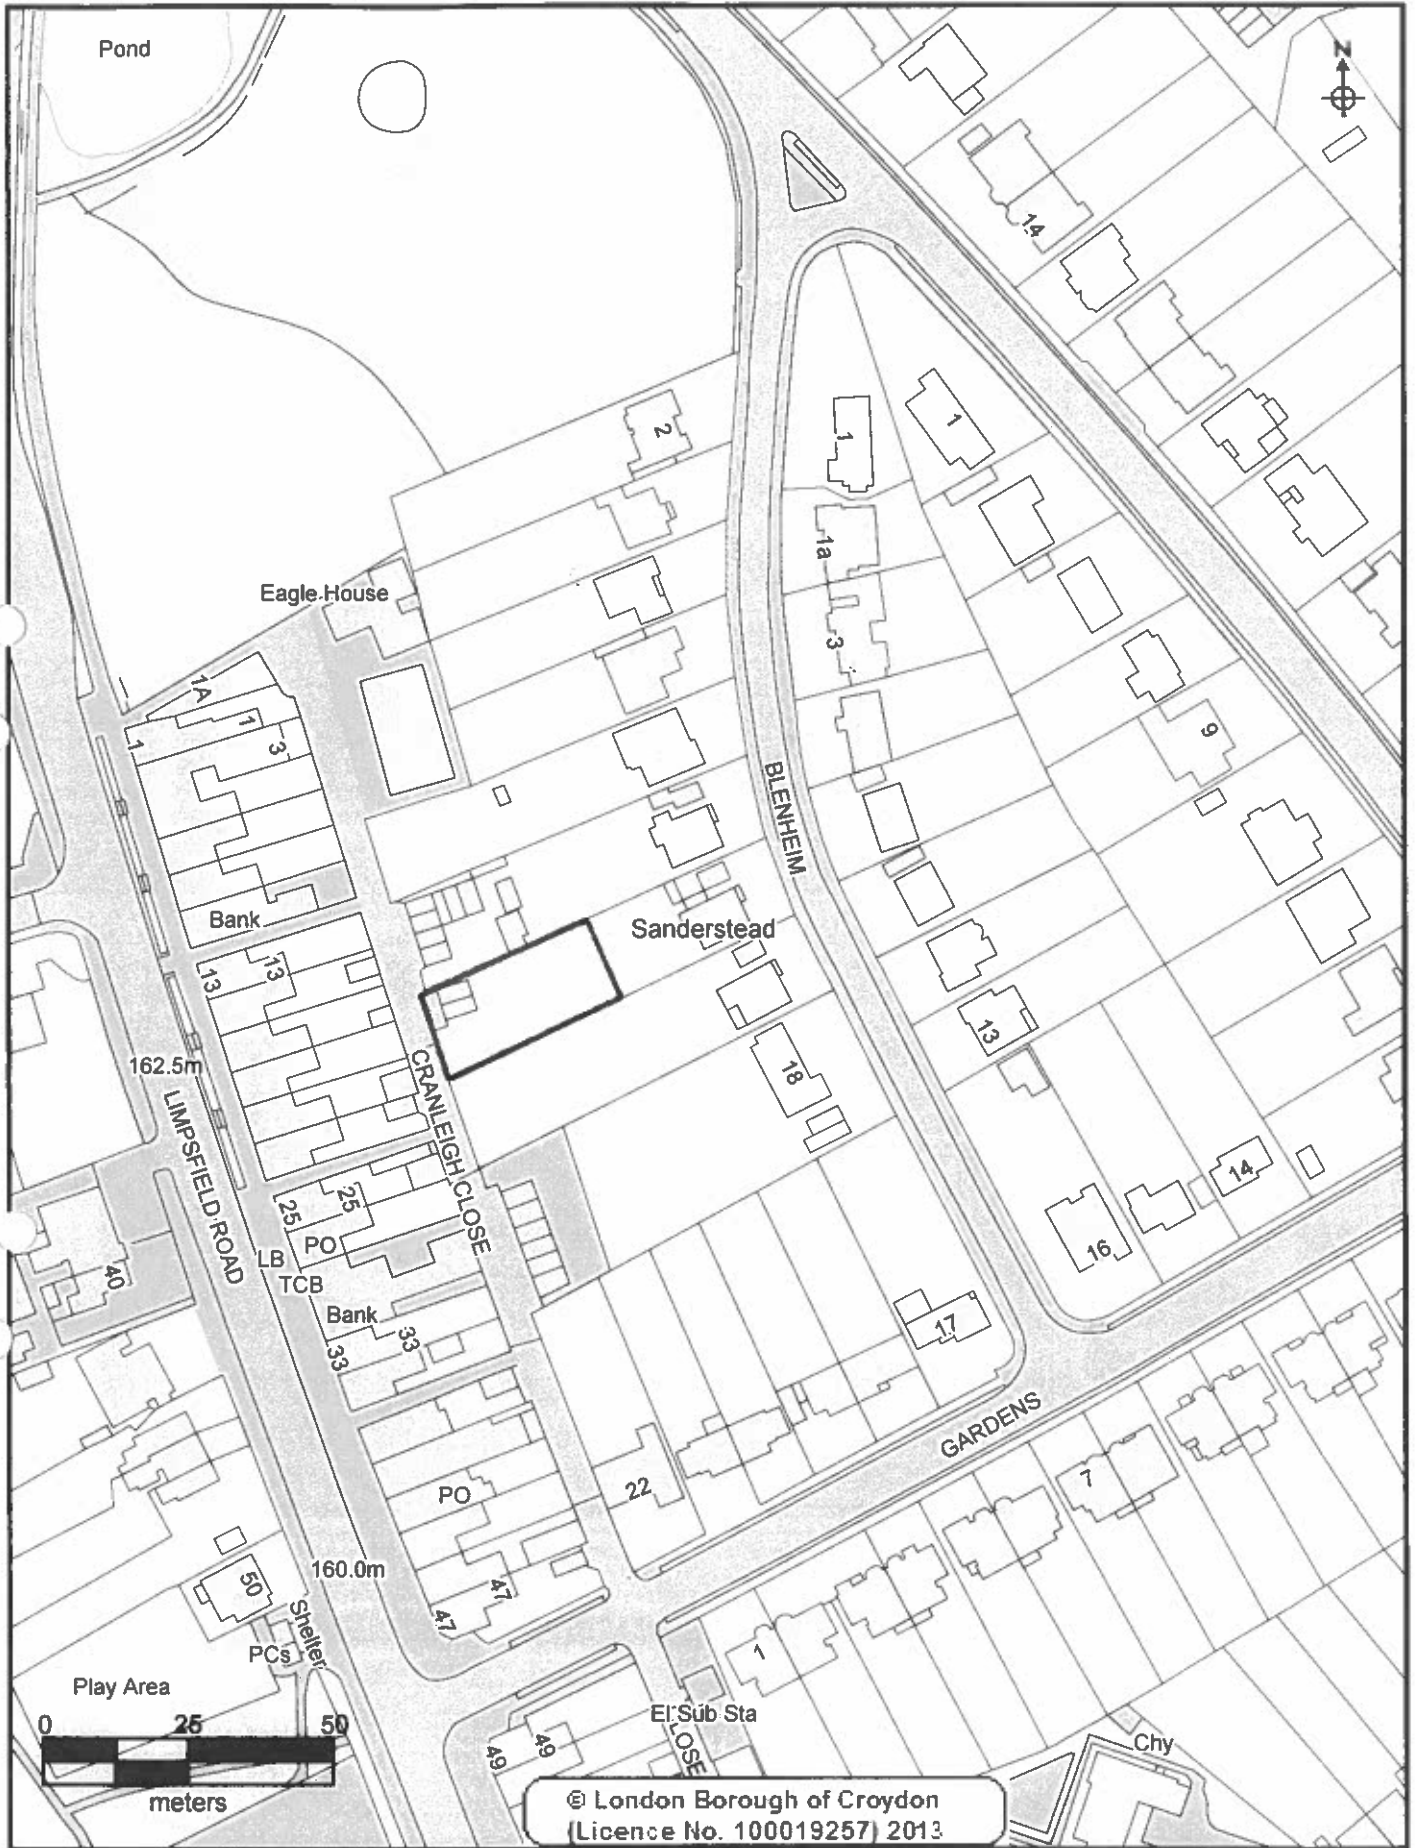 Pond
N
14
2
1
1
1a
Eagle House
3
1A
1
1
3
9
BLENHEIM
Bank
Sanderstead
13
13
13
162.5m
18
CRANLEIGH CLOSE
LIMPSFIELD ROAD
25
25
14
PO
LB
TCB
16
40
Bank
17
33
33
GARDENS
7
22
PO
160.0m
50
47
47
Shelter
PCs
1
Play Area
0 25 50
El Sub Sta
49
49
LOSE
Chy
meters
© London Borough of Croydon
(Licence No. 100019257) 2013